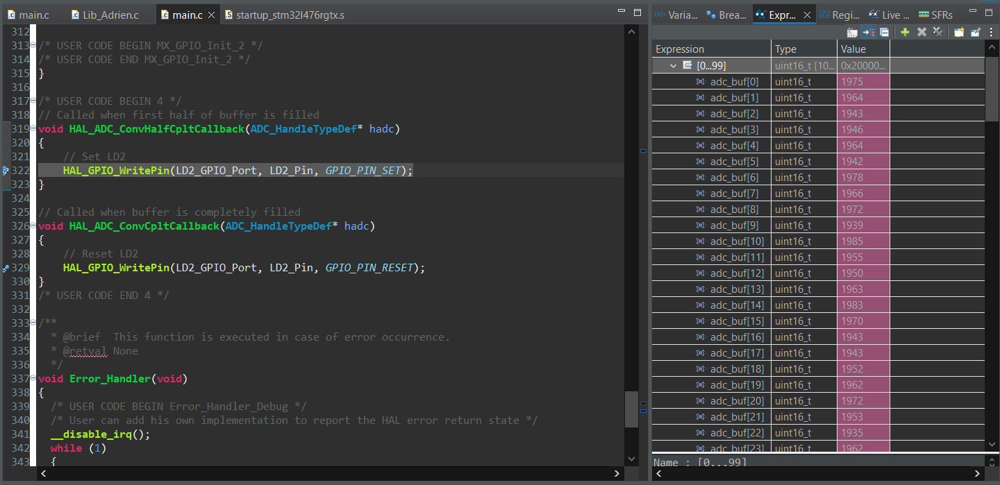 main.c
Lib_Adrien.c
main.c
startup_stm32l476rgtx.s
312
313 /* USER CODE BEGIN MX_GPIO_Init_2 */
314 /* USER CODE END MX_GPIO_Init_2 */
315 }
316
317 /* USER CODE BEGIN 4 */
318 // Called when first half of buffer is filled
319 void HAL_ADC_ConvHalfCpltCallback(ADC_HandleTypeDef* hadc)
320 {
321     // Set LD2
322     HAL_GPIO_WritePin(LD2_GPIO_Port, LD2_Pin, GPIO_PIN_SET);
323 }
324
325 // Called when buffer is completely filled
326 void HAL_ADC_ConvCpltCallback(ADC_HandleTypeDef* hadc)
327 {
328     // Reset LD2
329     HAL_GPIO_WritePin(LD2_GPIO_Port, LD2_Pin, GPIO_PIN_RESET);
330 }
331 /* USER CODE END 4 */
332
333 /**
334   * @brief  This function is executed in case of error occurrence.
335   * @retval None
336   */
337 void Error_Handler(void)
338 {
339   /* USER CODE BEGIN Error_Handler_Debug */
340   /* User can add his own implementation to report the HAL error return state */
341   __disable_irq();
342   while (1)
343   {
Varia...
Brea...
Expr...
Regi...
Live ...
SFRs
Expression Type Value
[0...99] uint16_t [10... 0x20000...
adc_buf[0] uint16_t 1975
adc_buf[1] uint16_t 1964
adc_buf[2] uint16_t 1943
adc_buf[3] uint16_t 1946
adc_buf[4] uint16_t 1964
adc_buf[5] uint16_t 1942
adc_buf[6] uint16_t 1978
adc_buf[7] uint16_t 1966
adc_buf[8] uint16_t 1972
adc_buf[9] uint16_t 1939
adc_buf[10] uint16_t 1985
adc_buf[11] uint16_t 1955
adc_buf[12] uint16_t 1950
adc_buf[13] uint16_t 1963
adc_buf[14] uint16_t 1983
adc_buf[15] uint16_t 1970
adc_buf[16] uint16_t 1943
adc_buf[17] uint16_t 1943
adc_buf[18] uint16_t 1952
adc_buf[19] uint16_t 1962
adc_buf[20] uint16_t 1972
adc_buf[21] uint16_t 1953
adc_buf[22] uint16_t 1935
adc_buf[23] uint16_t 1962
Name : [0...99]